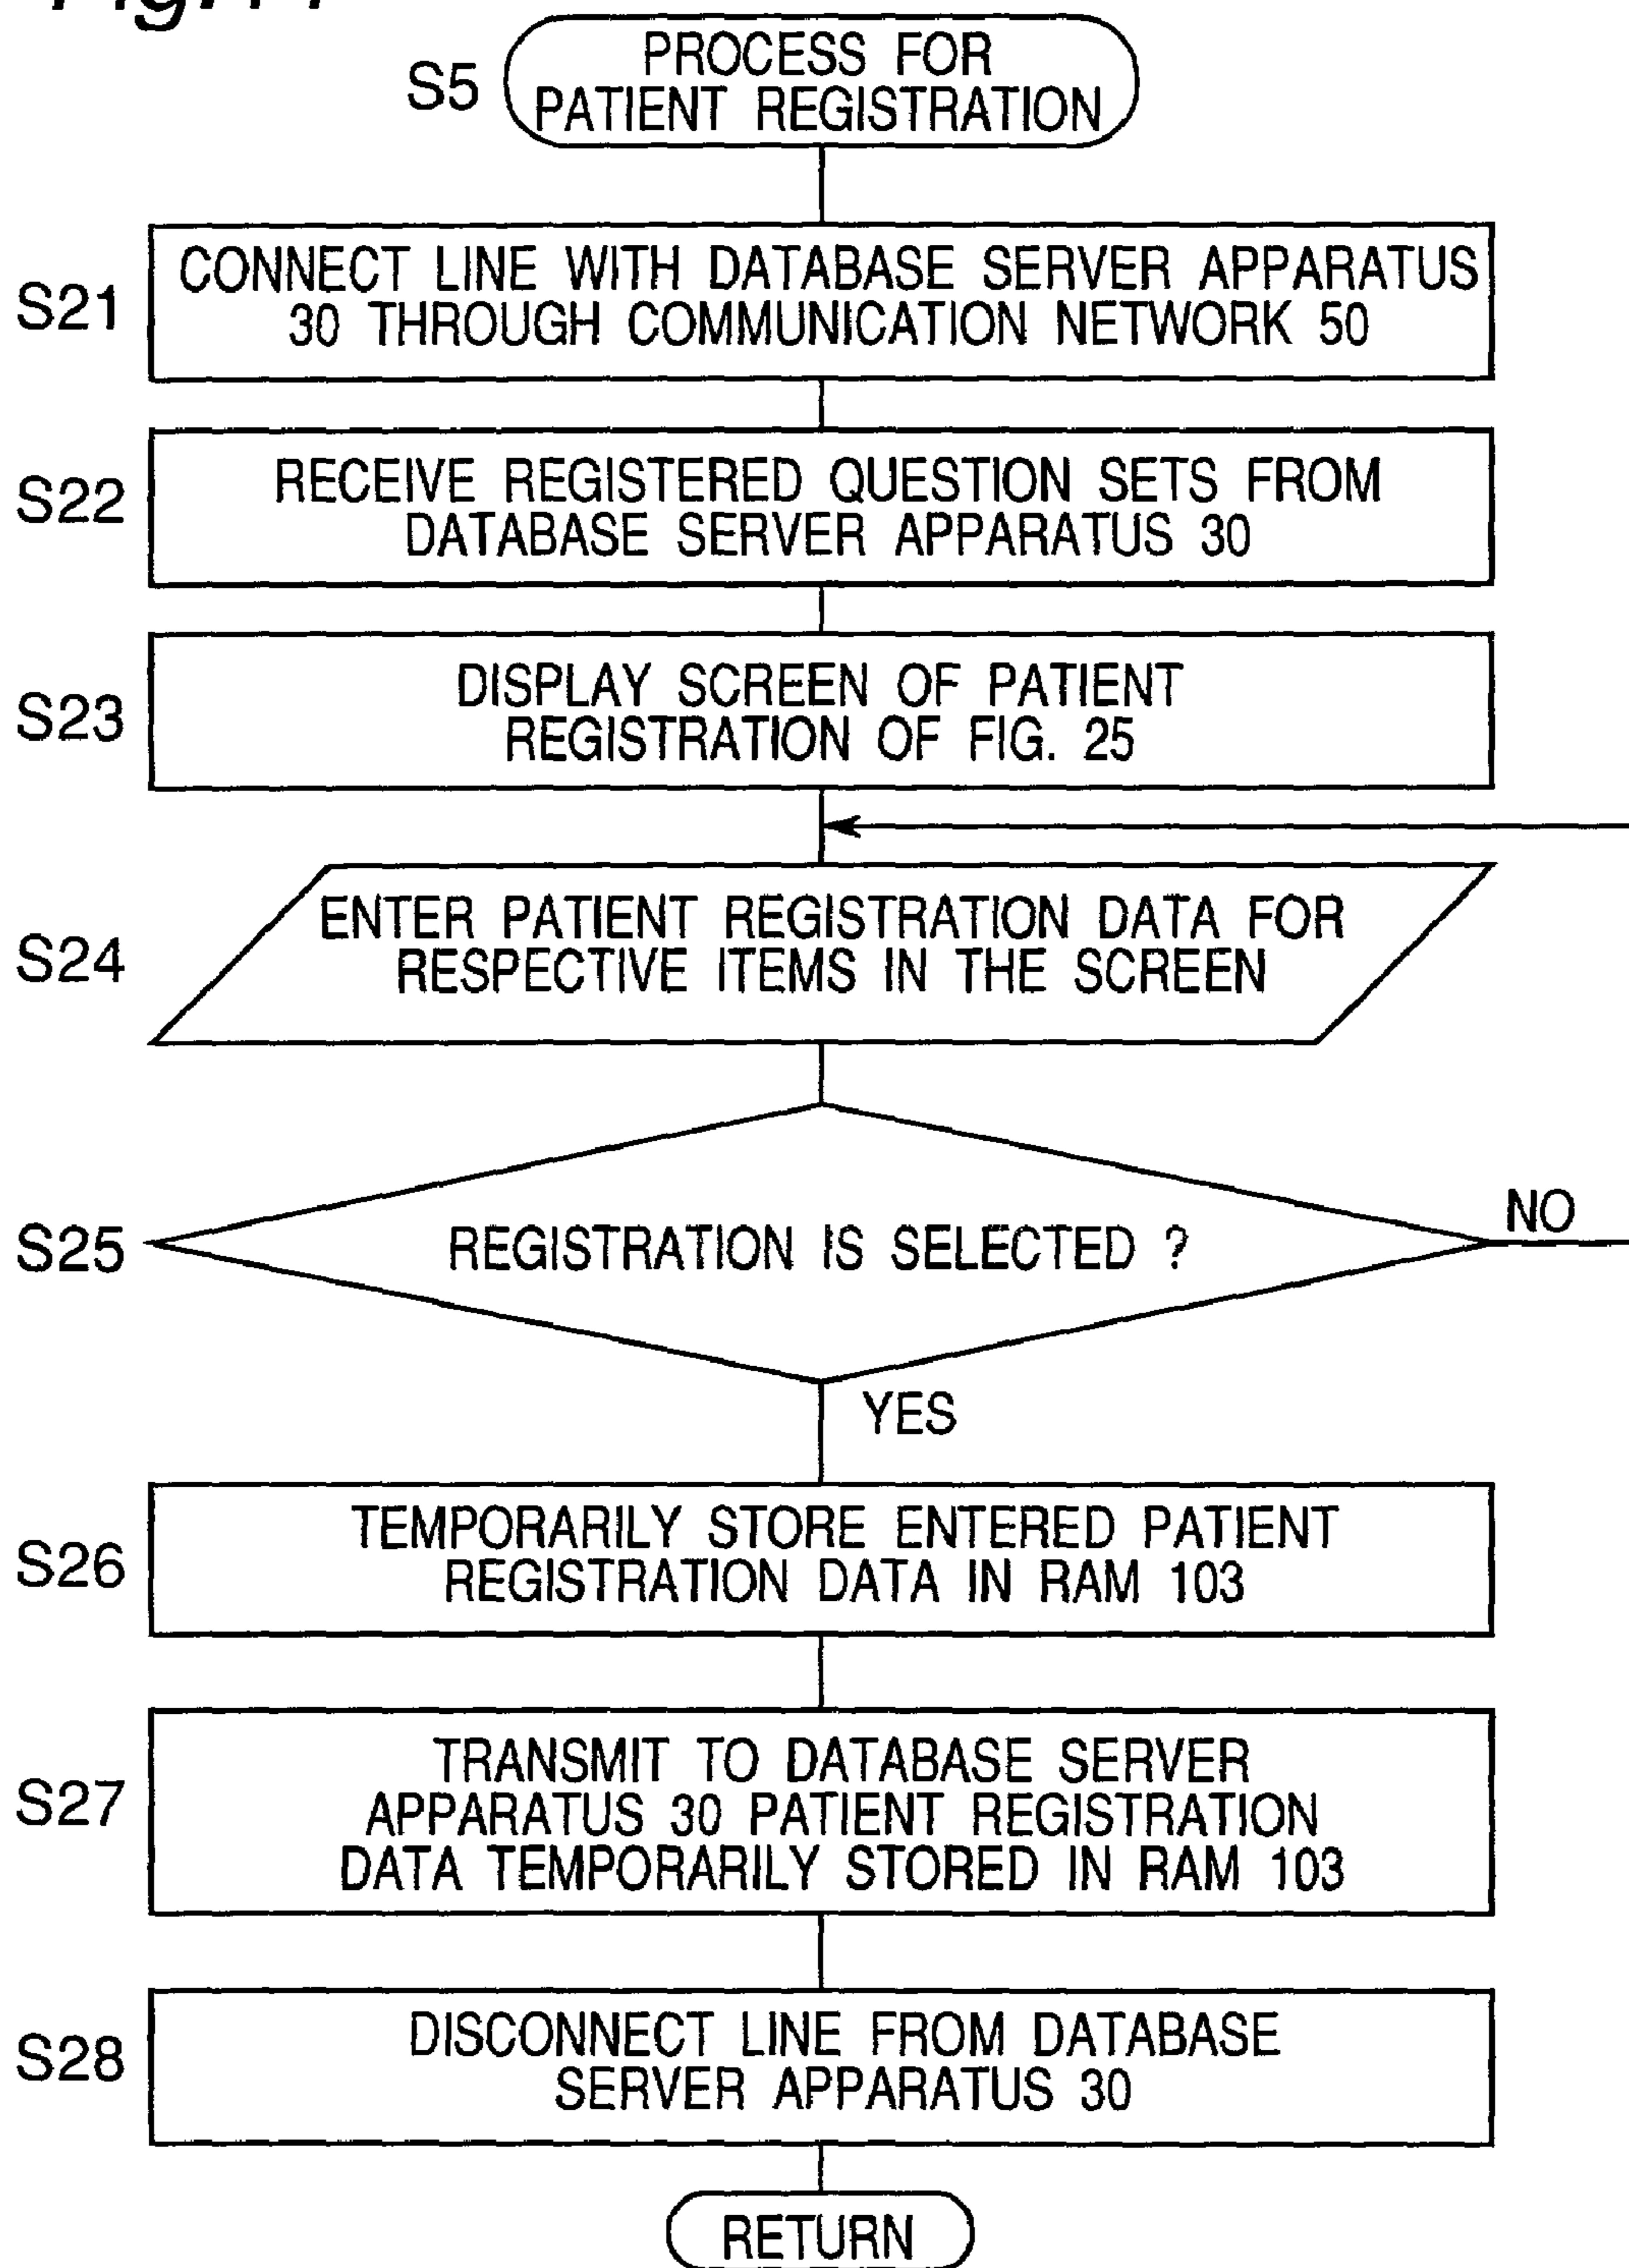 S5
PROCESS FOR
PATIENT REGISTRATION
S21
CONNECT LINE WITH DATABASE SERVER APPARATUS
30 THROUGH COMMUNICATION NETWORK 50
S22
RECEIVE REGISTERED QUESTION SETS FROM
DATABASE SERVER APPARATUS 30
S23
DISPLAY SCREEN OF PATIENT
REGISTRATION OF FIG. 25
S24
ENTER PATIENT REGISTRATION DATA FOR
RESPECTIVE ITEMS IN THE SCREEN
S25
REGISTRATION IS SELECTED ?
NO
YES
S26
TEMPORARILY STORE ENTERED PATIENT
REGISTRATION DATA IN RAM 103
S27
TRANSMIT TO DATABASE SERVER
APPARATUS 30 PATIENT REGISTRATION
DATA TEMPORARILY STORED IN RAM 103
S28
DISCONNECT LINE FROM DATABASE
SERVER APPARATUS 30
RETURN